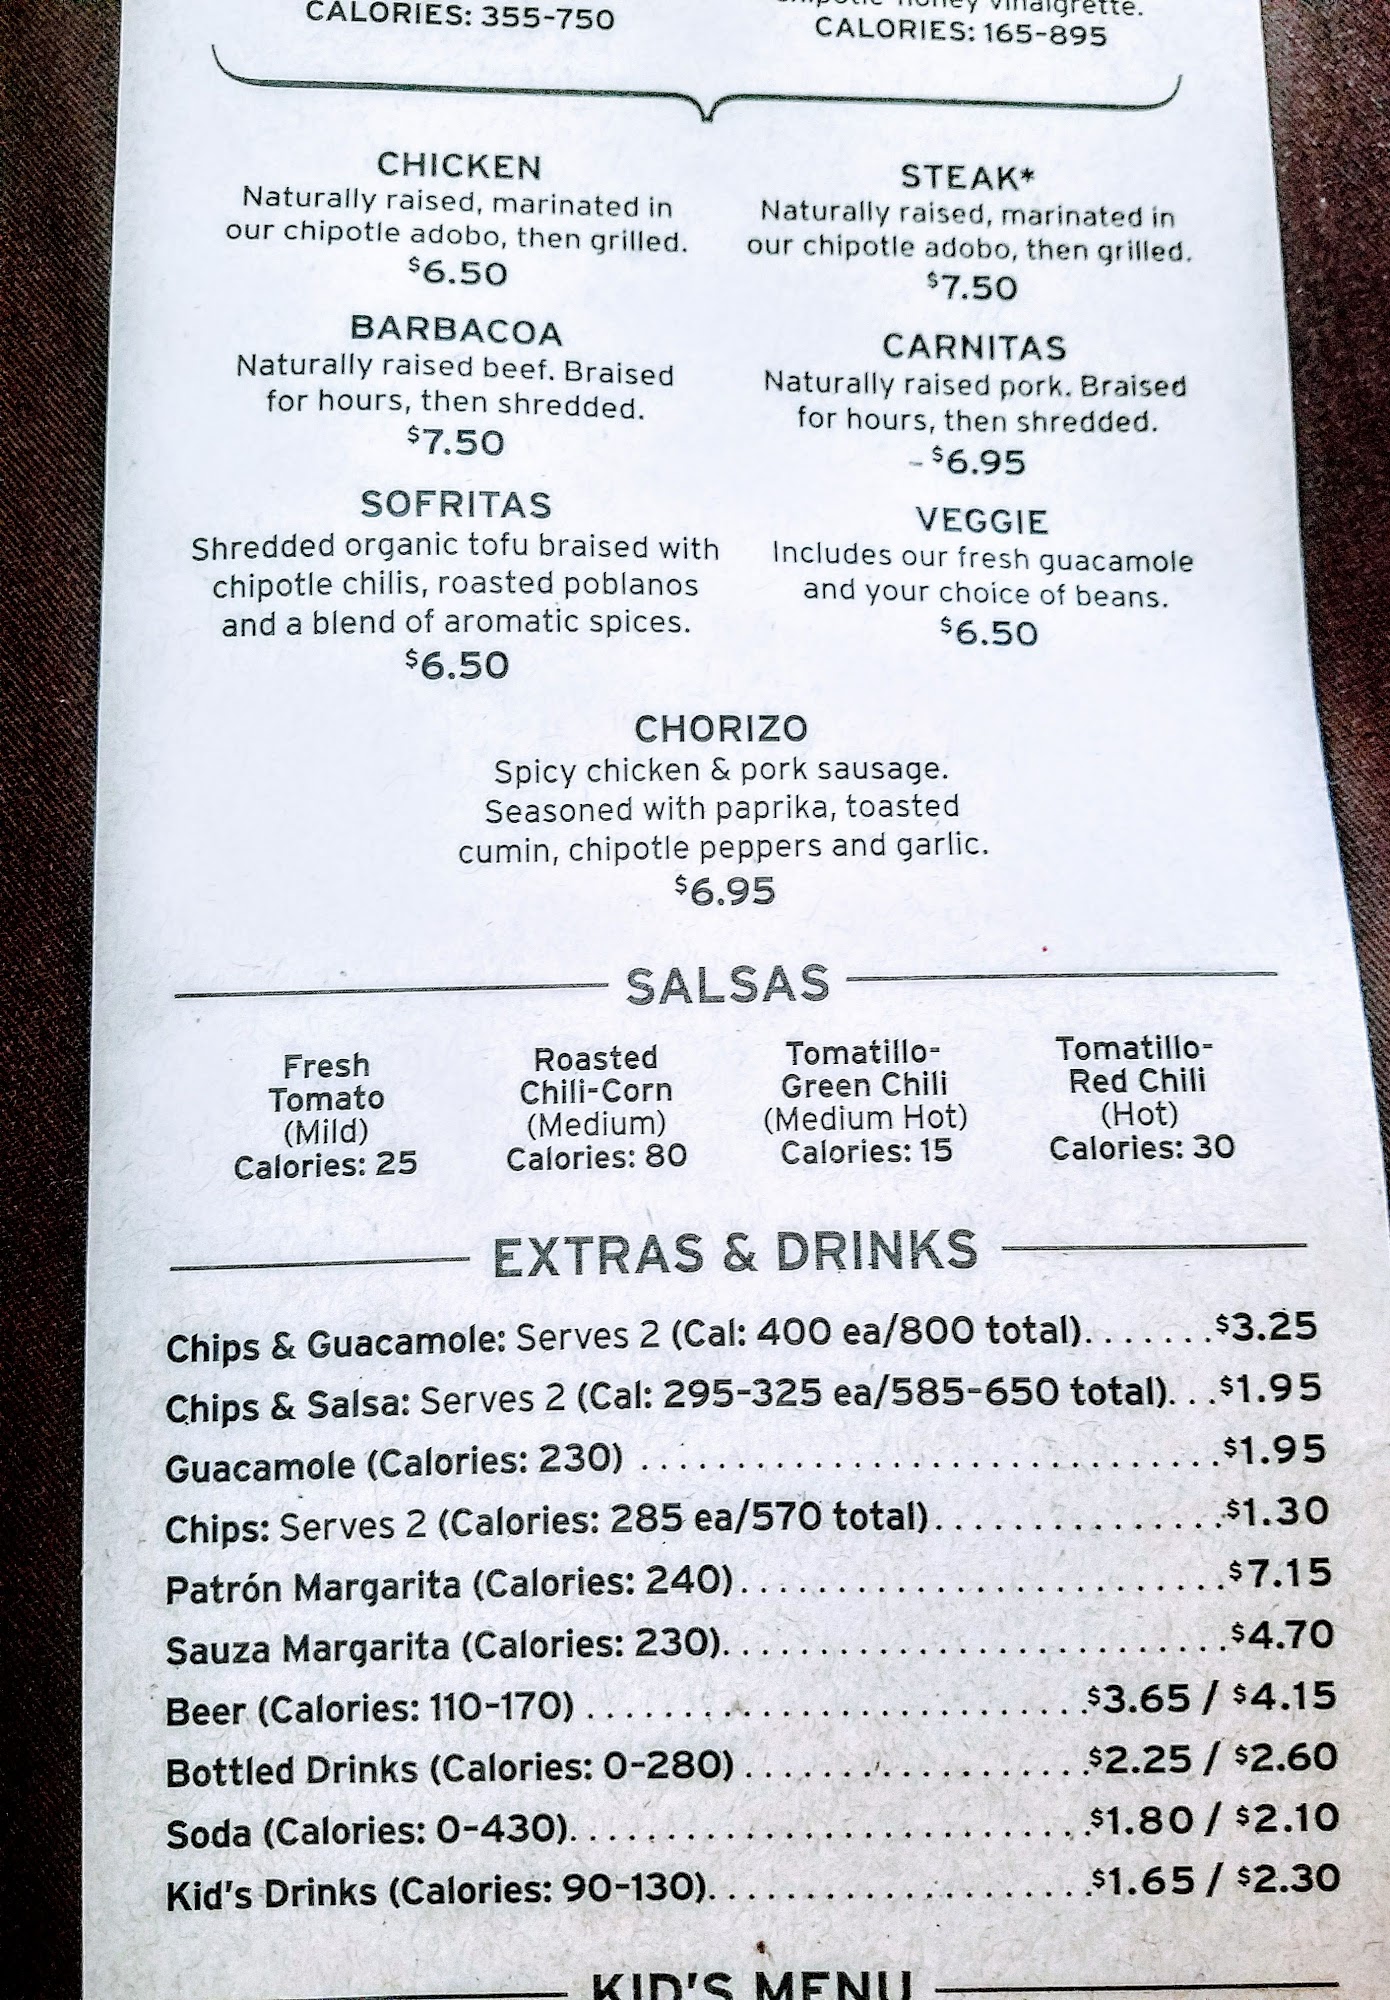 CALORIES: 355-750
vinaigrette.
CALORIES: 165-895
CHICKEN
Naturally raised, marinated in
our chipotle adobo, then grilled.
$6.50
STEAK*
Naturally raised, marinated in
our chipotle adobo, then grilled.
$7.50
BARBACOA
Naturally raised beef. Braised
for hours, then shredded.
$7.50
CARNITAS
Naturally raised pork. Braised
for hours, then shredded.
$6.95
SOFRITAS
Shredded organic tofu braised with
chipotle chilis, roasted poblanos
and a blend of aromatic spices.
$6.50
VEGGIE
Includes our fresh guacamole
and your choice of beans.
$6.50
CHORIZO
Spicy chicken & pork sausage.
Seasoned with paprika, toasted
cumin, chipotle peppers and garlic.
$6.95
SALSAS
Fresh
Tomato
(Mild)
Calories: 25
Roasted
Chili-Corn
(Medium)
Calories: 80
Tomatillo-
Green Chili
(Medium Hot)
Calories: 15
Tomatillo-
Red Chili
(Hot)
Calories: 30
EXTRAS & DRINKS
Chips & Guacamole: Serves 2 (Cal: 400 ea/800 total).......$3.25
Chips & Salsa: Serves 2 (Cal: 295-325 ea/585-650 total)...$1.95
Guacamole (Calories: 230) ..............................$1.95
Chips: Serves 2 (Calories: 285 ea/570 total)...............$1.30
Patrón Margarita (Calories: 240).........................$7.15
Sauza Margarita (Calories: 230)..........................$4.70
Beer (Calories: 110-170) ..........................$3.65 / $4.15
Bottled Drinks (Calories: 0-280) ..................$2.25 / $2.60
Soda (Calories: 0-430)...........................$1.80 / $2.10
Kid's Drinks (Calories: 90-130)....................$1.65 / $2.30
KID'S MENU